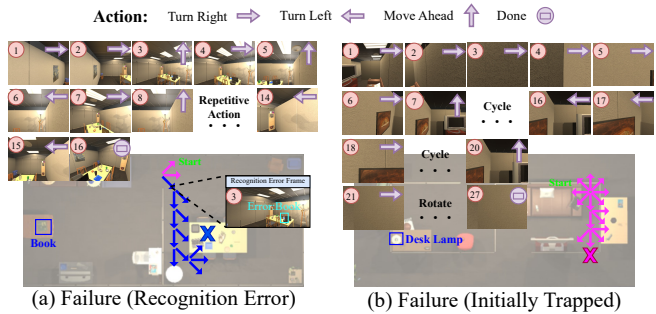 Action: Turn Right Turn Left Move Ahead Done
1 2 3 4 5
6 7 8 Repetitive Action . . . 14
15 16
Start
Recognition Error Frame
3
Error Book
Book
X
(a) Failure (Recognition Error)
1 2 3 4 5
6 7 Cycle . . . 16 17
18 Cycle . . . 20
21 Rotate . . . 27
Start
Desk Lamp
X
(b) Failure (Initially Trapped)